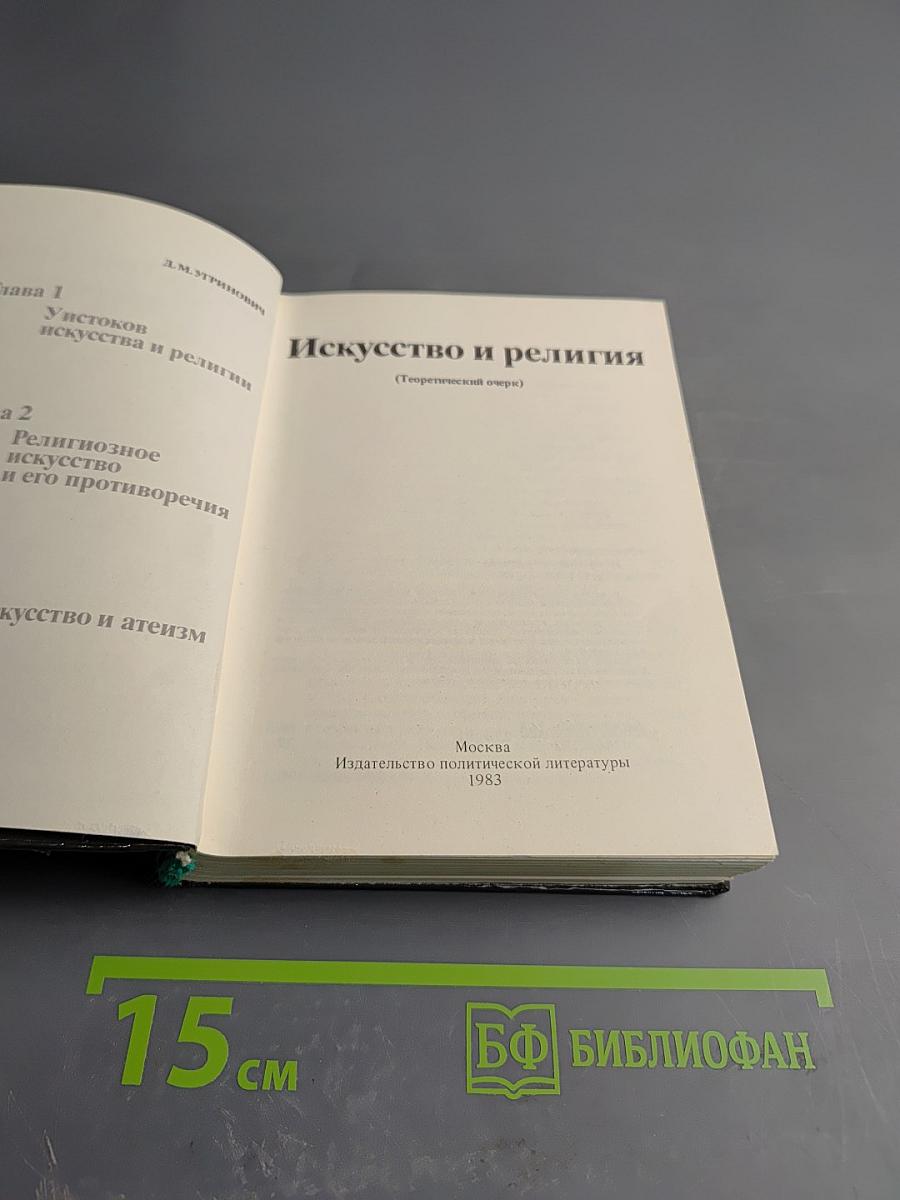 Д.М.УГРИНОВИЧ
лава 1
У истоков
искусства и религии
а 2
Религиозное
искусство
и его противоречия
кусство и атеизм
Искусство и религия
(Теоретический очерк)
Москва
Издательство политической литературы
1983
15 см
БФ БИБЛИОФАН